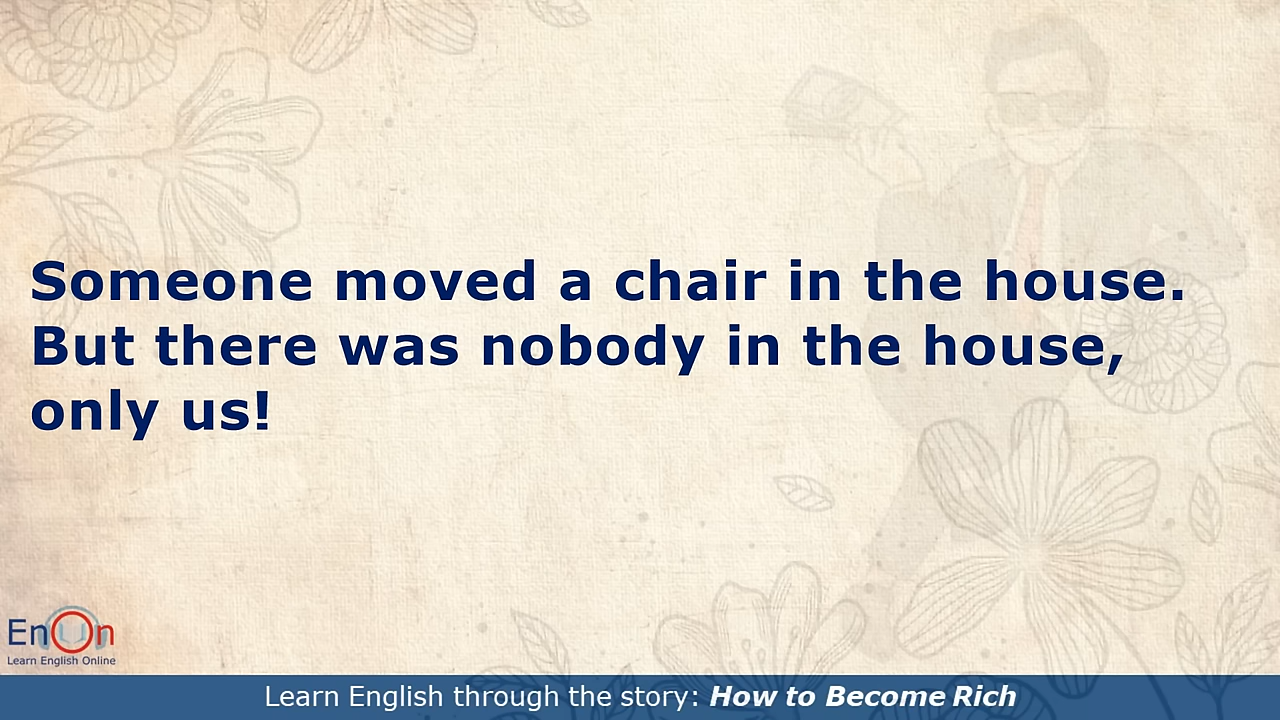 Someone moved a chair in the house.
But there was nobody in the house,
only us!
EnOn
Learn English Online
Learn English through the story: How to Become Rich